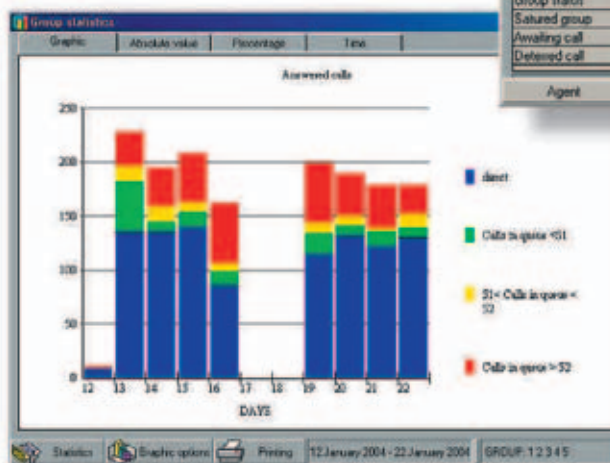 Group statistics
Graphic
Absolute value
Percentage
Time
Group status
Satured group
Awaiting call
Deterred call
Agent
Answered calls
250
200
150
100
50
0
12 13 14 15 16 17 18 19 20 21 22
DAYS
direct
Calls in queue <S1
S1< Calls in queue <
S2
Calls in queue > S2
Statistics
Graphic options
Printing
12 January 2004 - 22 January 2004
GROUP: 1 2 3 4 5